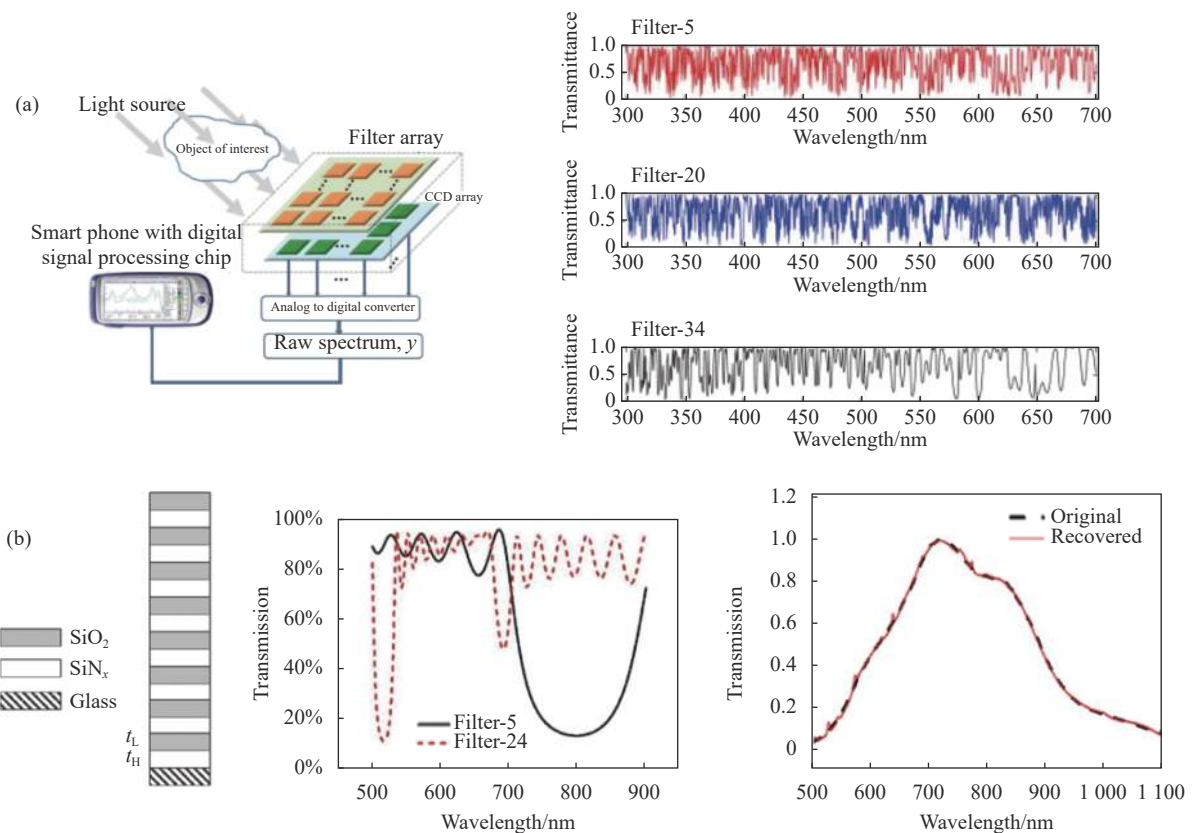 (a)
Light source
Object of interest
Filter array
CCD array
Smart phone with digital
signal processing chip
Analog to digital converter
Raw spectrum, y
Filter-5
Transmittance
1.0
0.5
0
300 350 400 450 500 550 600 650 700
Wavelength/nm
Filter-20
Transmittance
1.0
0.5
0
300 350 400 450 500 550 600 650 700
Wavelength/nm
Filter-34
Transmittance
1.0
0.5
0
300 350 400 450 500 550 600 650 700
Wavelength/nm
(b)
SiO₂
SiNₓ
Glass
t_L
t_H
Transmission
100%
80%
60%
40%
20%
0%
Filter-5
Filter-24
500 600 700 800 900
Wavelength/nm
Transmission
1.2
1.0
0.8
0.6
0.4
0.2
0
Original
Recovered
500 600 700 800 900 1 000 1 100
Wavelength/nm